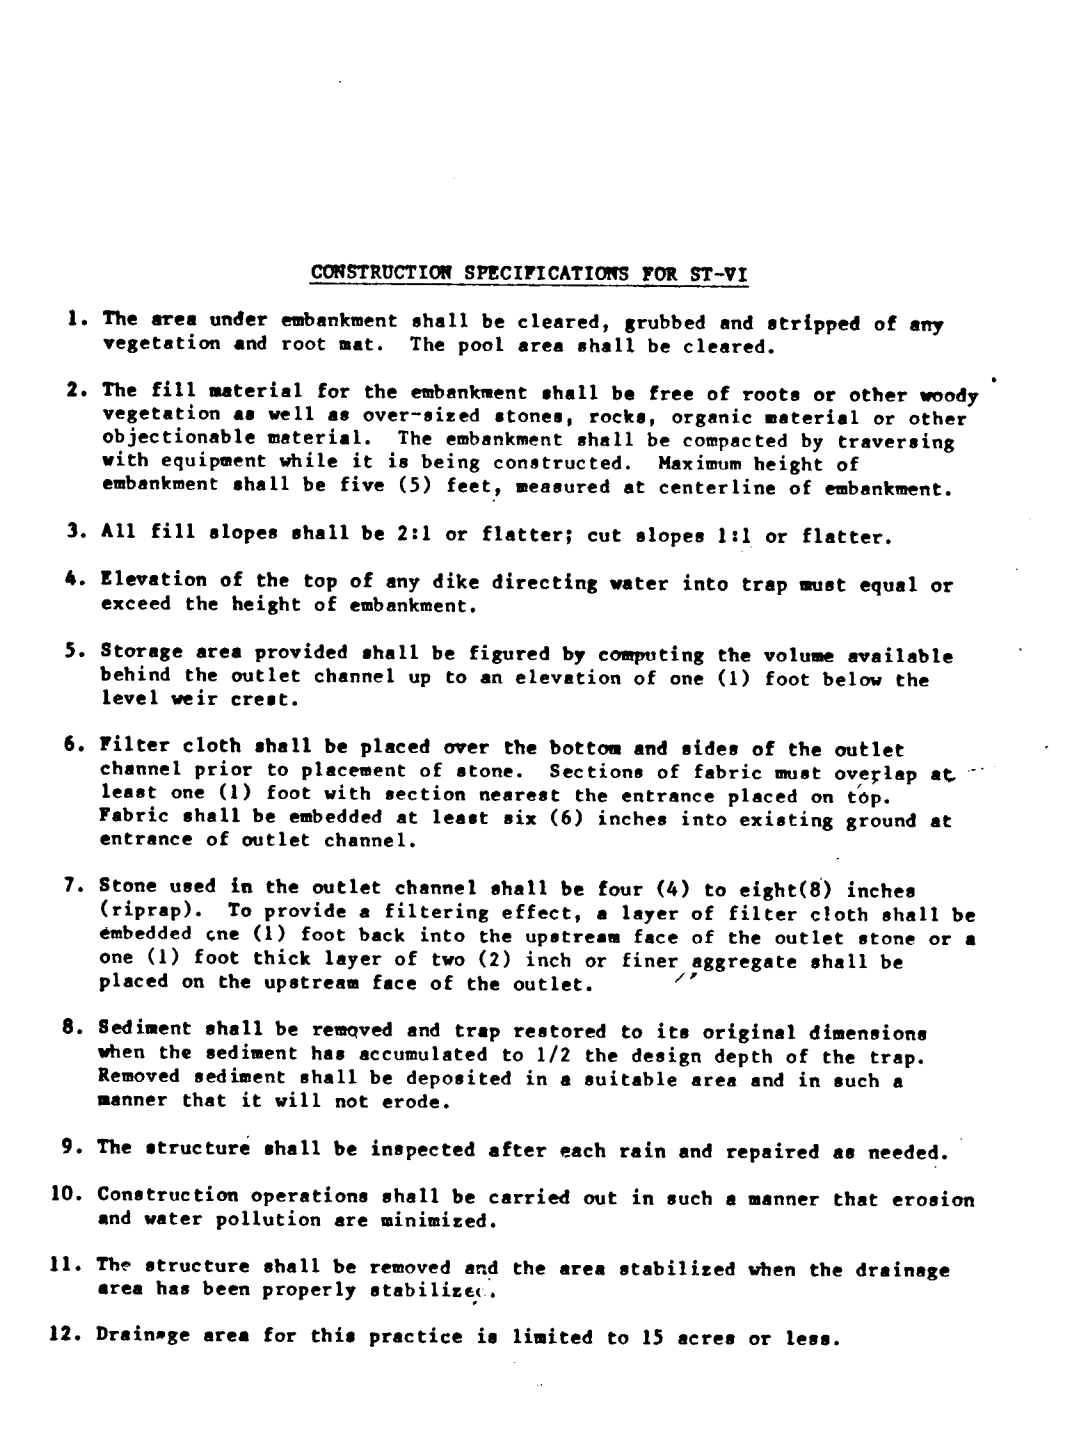 CONSTRUCTION SPECIFICATIONS FOR ST-VI
1. The area under embankment shall be cleared, grubbed and stripped of any
vegetation and root mat. The pool area shall be cleared.
2. The fill material for the embankment shall be free of roots or other woody
vegetation as well as over-sized stones, rocks, organic material or other
objectionable material. The embankment shall be compacted by traversing
with equipment while it is being constructed. Maximum height of
embankment shall be five (5) feet, measured at centerline of embankment.
3. All fill slopes shall be 2:1 or flatter; cut slopes 1:1 or flatter.
4. Elevation of the top of any dike directing water into trap must equal or
exceed the height of embankment.
5. Storage area provided shall be figured by computing the volume available
behind the outlet channel up to an elevation of one (1) foot below the
level weir crest.
6. Filter cloth shall be placed over the bottom and sides of the outlet
channel prior to placement of stone. Sections of fabric must overlap at
least one (1) foot with section nearest the entrance placed on top.
Fabric shall be embedded at least six (6) inches into existing ground at
entrance of outlet channel.
7. Stone used in the outlet channel shall be four (4) to eight(8) inches
(riprap). To provide a filtering effect, a layer of filter cloth shall be
embedded one (1) foot back into the upstream face of the outlet stone or a
one (1) foot thick layer of two (2) inch or finer aggregate shall be
placed on the upstream face of the outlet.
8. Sediment shall be removed and trap restored to its original dimensions
when the sediment has accumulated to 1/2 the design depth of the trap.
Removed sediment shall be deposited in a suitable area and in such a
manner that it will not erode.
9. The structure shall be inspected after each rain and repaired as needed.
10. Construction operations shall be carried out in such a manner that erosion
and water pollution are minimized.
11. The structure shall be removed and the area stabilized when the drainage
area has been properly stabilized.
12. Drainage area for this practice is limited to 15 acres or less.